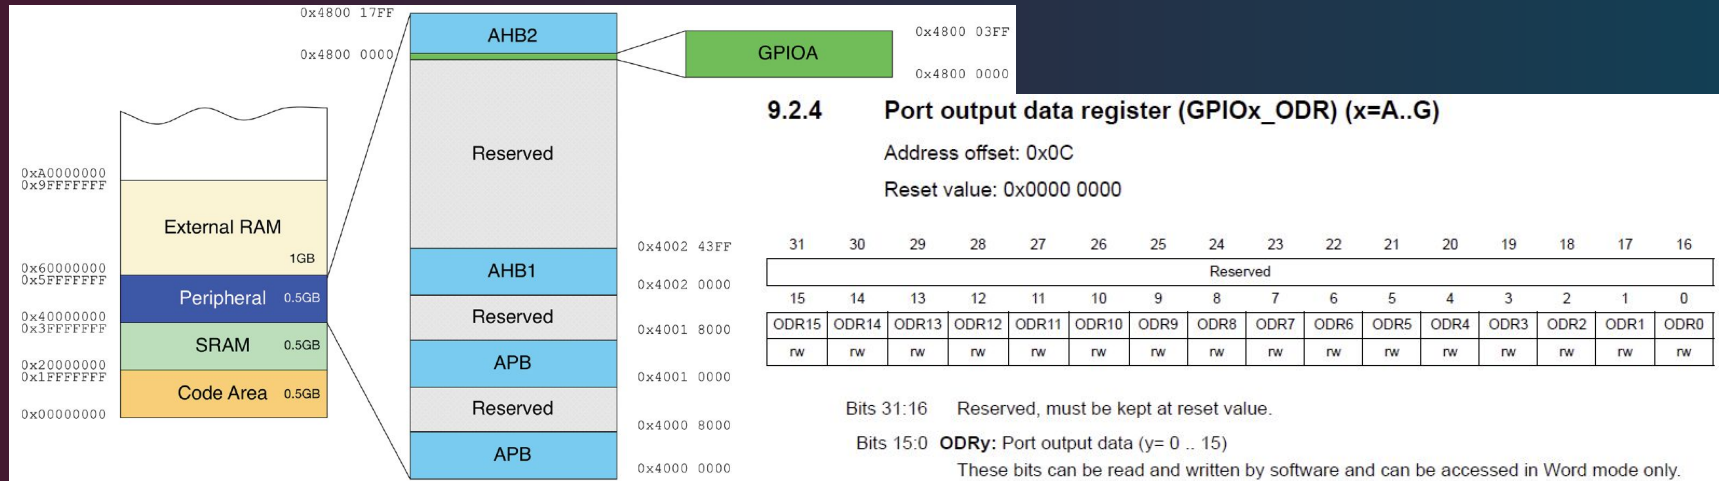 0x4800 17FF
AHB2
0x4800 0000
GPIOA
0x4800 03FF
0x4800 0000
Reserved
0xA0000000
0x9FFFFFFF
External RAM
1GB
0x60000000
0x5FFFFFFF
Peripheral 0.5GB
0x40000000
0x3FFFFFFF
SRAM 0.5GB
0x20000000
0x1FFFFFFF
Code Area 0.5GB
0x00000000
0x4002 43FF
AHB1
0x4002 0000
Reserved
0x4001 8000
APB
0x4001 0000
Reserved
0x4000 8000
APB
0x4000 0000
9.2.4 Port output data register (GPIOx_ODR) (x=A..G)
Address offset: 0x0C
Reset value: 0x0000 0000
31 30 29 28 27 26 25 24 23 22 21 20 19 18 17 16
Reserved
15 14 13 12 11 10 9 8 7 6 5 4 3 2 1 0
ODR15 ODR14 ODR13 ODR12 ODR11 ODR10 ODR9 ODR8 ODR7 ODR6 ODR5 ODR4 ODR3 ODR2 ODR1 ODR0
rw rw rw rw rw rw rw rw rw rw rw rw rw rw rw rw
Bits 31:16 Reserved, must be kept at reset value.
Bits 15:0 ODRy: Port output data (y= 0 .. 15)
These bits can be read and written by software and can be accessed in Word mode only.